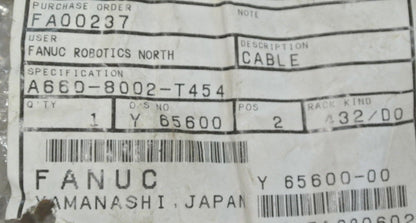 PURCHASE ORDER NOTE
FA00237
USER DESCRIPTION
FANUC ROBOTICS NORTH CABLE
SPECIFICATION
A660-8002-T454
Q'TY O/S NO POS RACK KIND
1 Y 65600 2 A32/D0
FANUC Y 65600-00
YAMANASHI, JAPAN